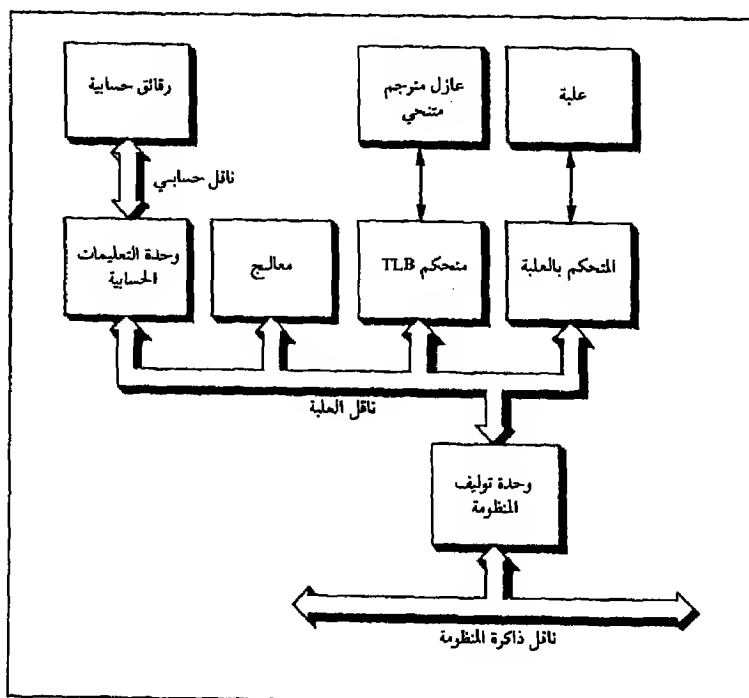 رقائق حسابية
عازل مترجم
متنحي
علبة
ناقل حسابي
وحدة التعليمات
الحسابية
معالج
متحكم TLB
المتحكم بالعلبة
ناقل العلبة
وحدة توليف
المنظومة
ناقل ذاكرة المنظومة